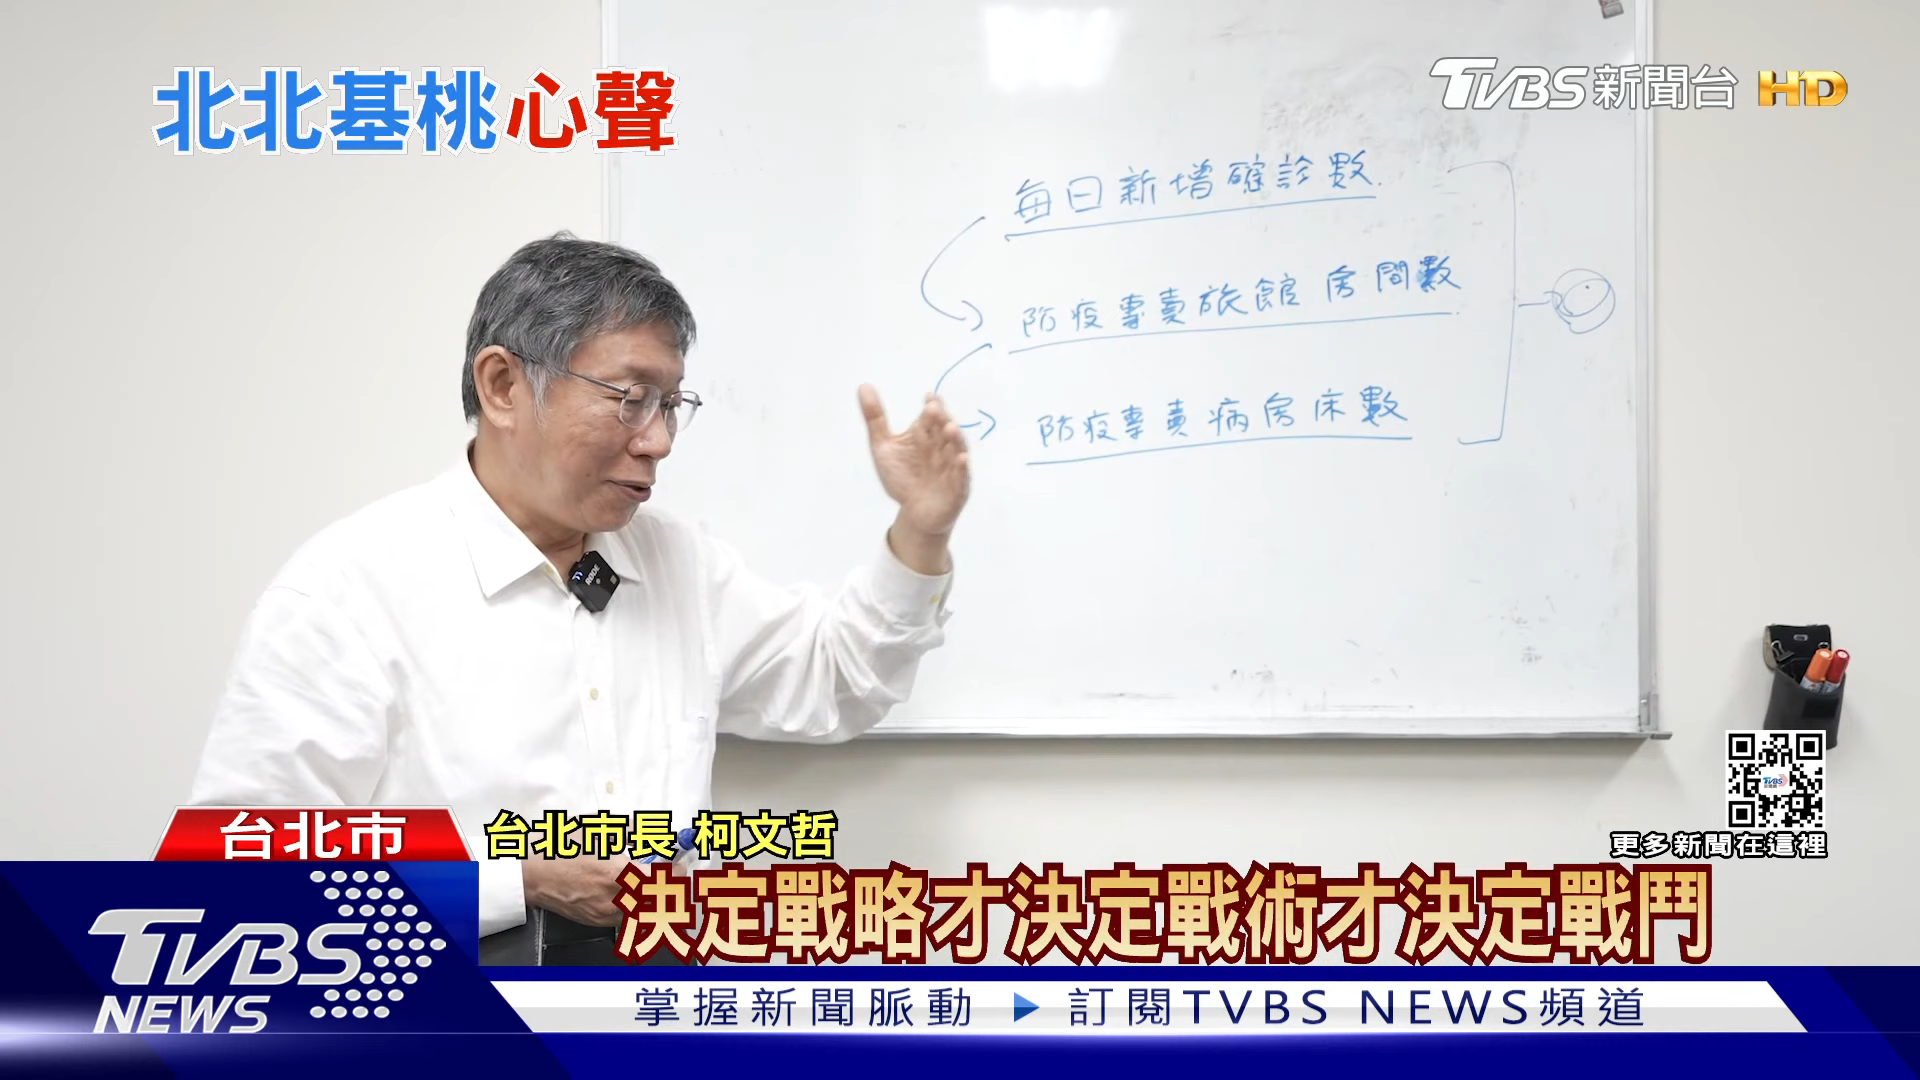 北北基桃心聲
TVBS新聞台 HD
每日新增確診數
防疫專責旅館房間數
防疫專責病房床數
RØDE
TVBS
更多新聞在這裡
台北市
台北市長 柯文哲
決定戰略才決定戰術才決定戰鬥
TVBS NEWS
掌握新聞脈動 ▶ 訂閱TVBS NEWS頻道